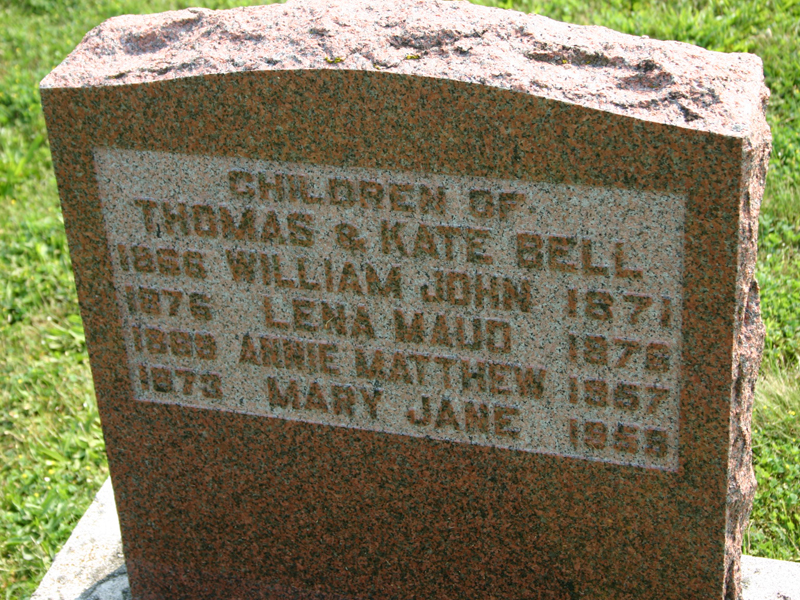 CHILDREN OF
THOMAS & KATE BELL
1866 WILLIAM JOHN 1871
1876 LENA MAUD 1876
ANNIE MATTHEW 1957
1873 MARY JANE 1958